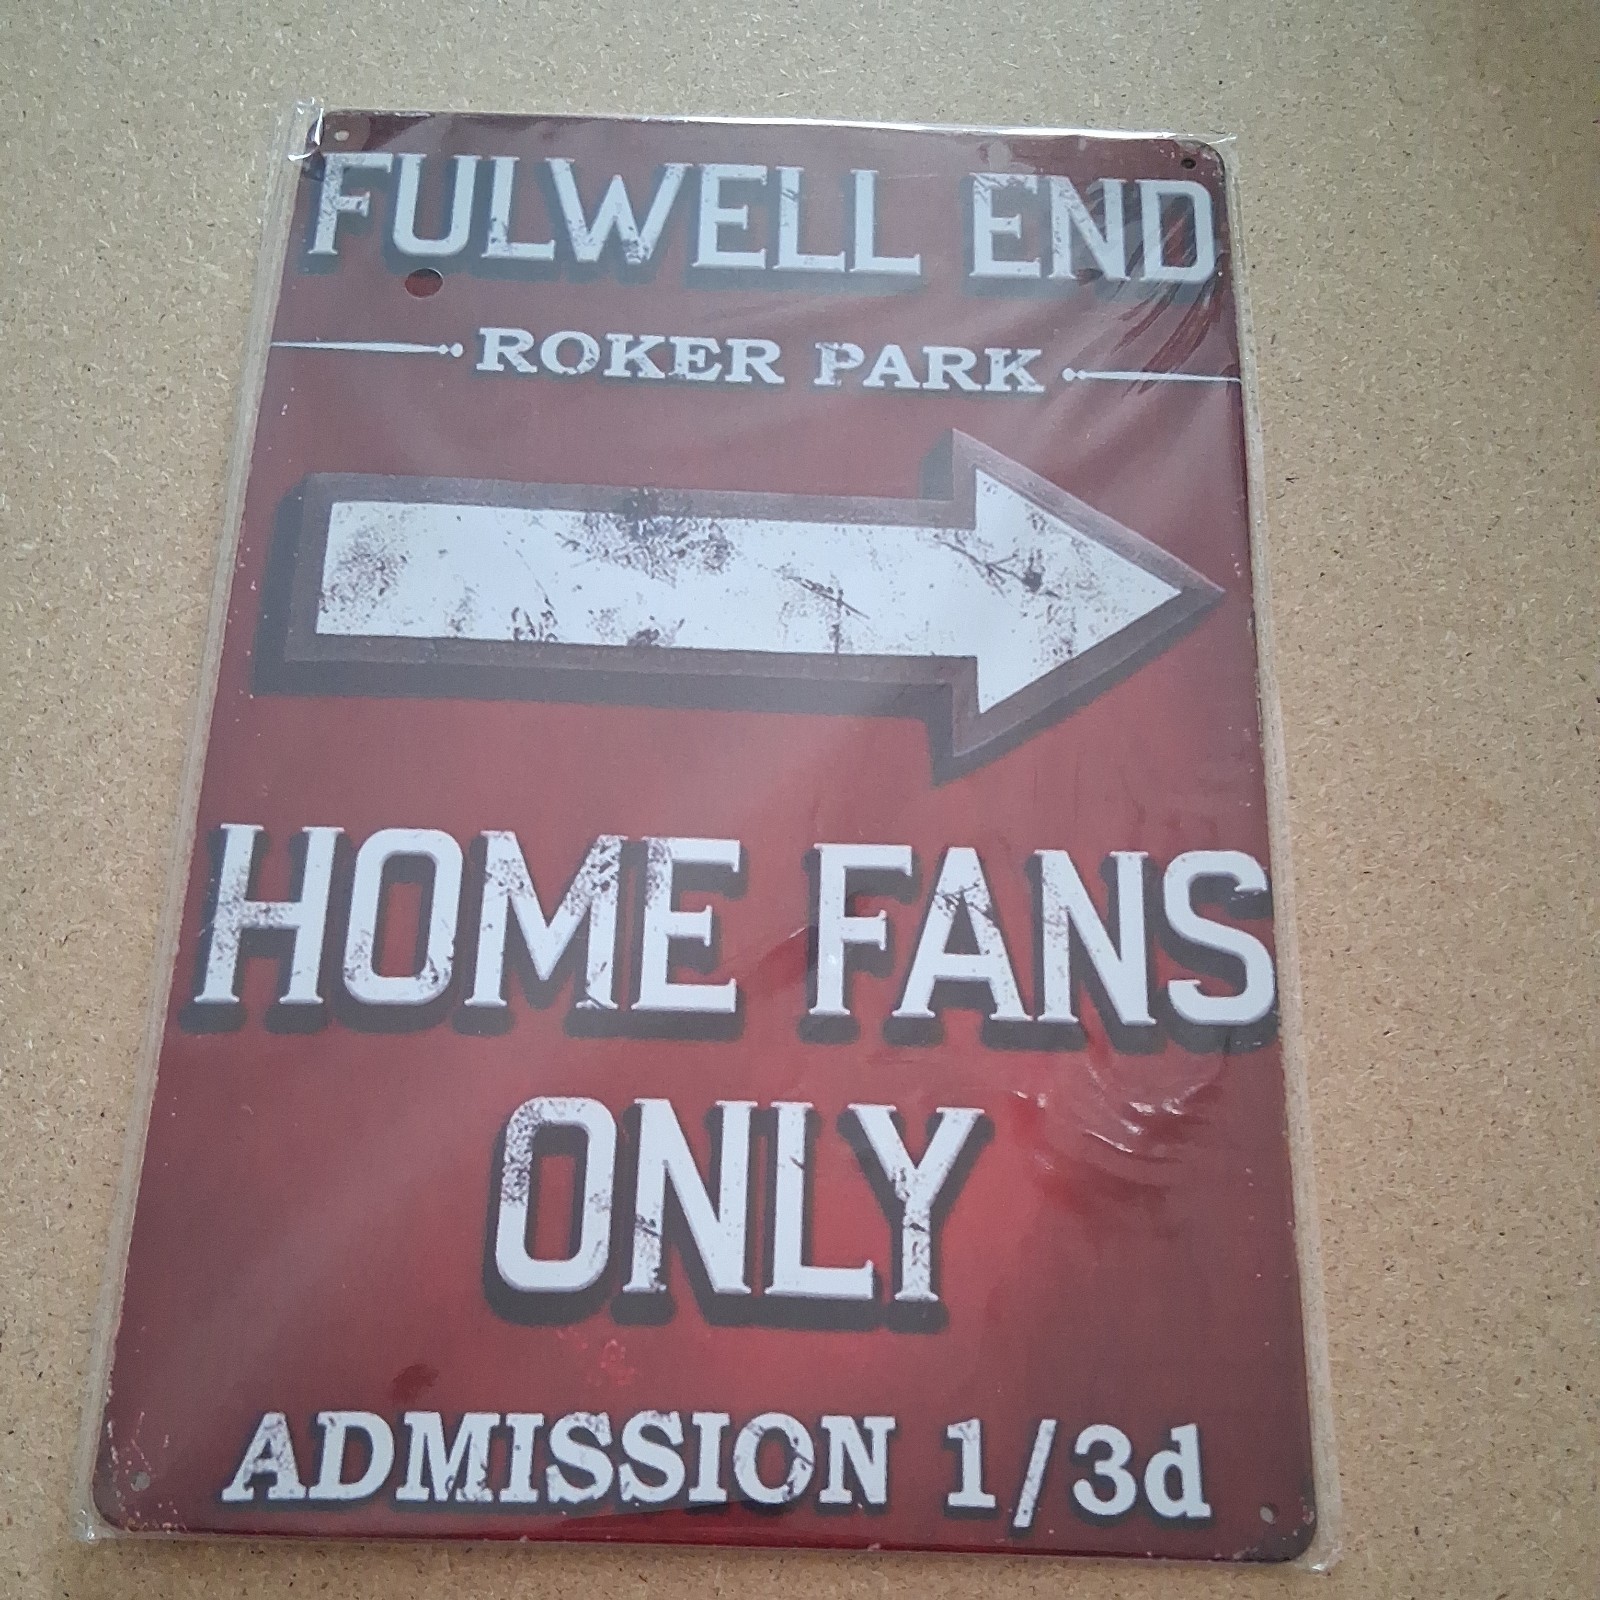 FULWELL END
ROKER PARK
HOME FANS
ONLY
ADMISSION 1/3d